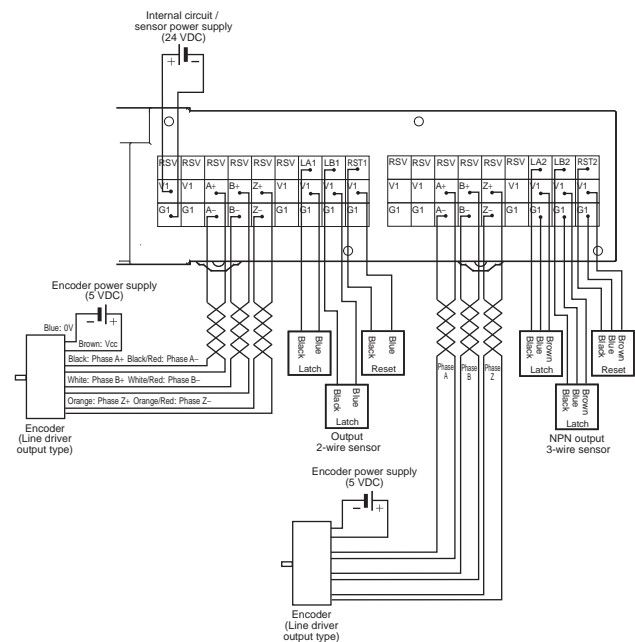 Internal circuit /
sensor power supply
(24 VDC)
+ −
RSV RSV RSV RSV RSV RSV LA1 LB1 RST1
V1 V1 A+ B+ Z+ V1 V1 V1 V1
G1 G1 A− B− Z− G1 G1 G1 G1
RSV RSV RSV RSV RSV RSV LA2 LB2 RST2
V1 V1 A+ B+ Z+ V1 V1 V1 V1
G1 G1 A− B− Z− G1 G1 G1 G1
Encoder power supply
(5 VDC)
− +
Blue: 0V
Brown: Vcc
Black: Phase A+ Black/Red: Phase A−
White: Phase B+ White/Red: Phase B−
Orange: Phase Z+ Orange/Red: Phase Z−
Encoder
(Line driver
output type)
Black
Blue
Latch
Black
Blue
Latch
Output
2-wire sensor
Black
Blue
Reset
Phase
A
Phase
B
Phase
Z
Black
Blue
Brown
Latch
Black
Blue
Brown
Latch
NPN output
3-wire sensor
Black
Blue
Brown
Reset
Encoder power supply
(5 VDC)
− +
Encoder
(Line driver
output type)